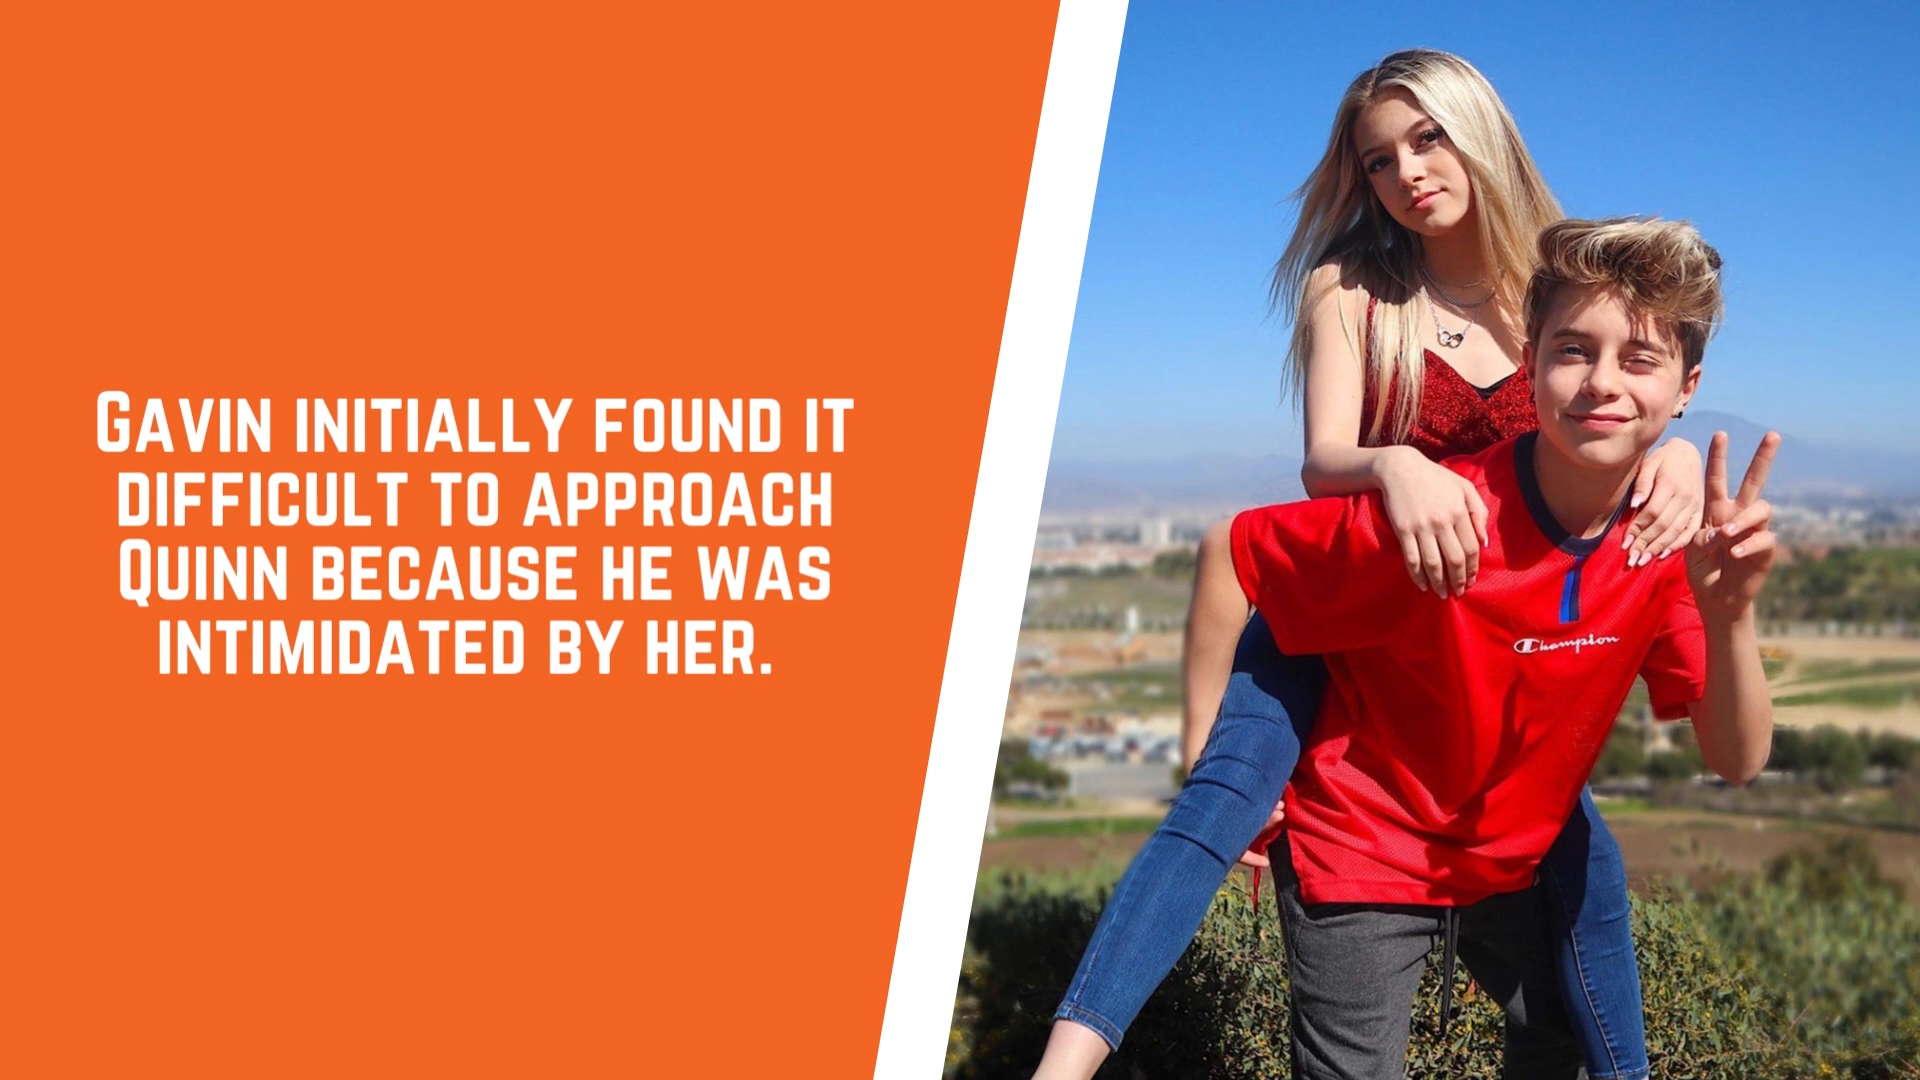 Gavin initially found it
difficult to approach
Quinn because he was
intimidated by her.
Champion